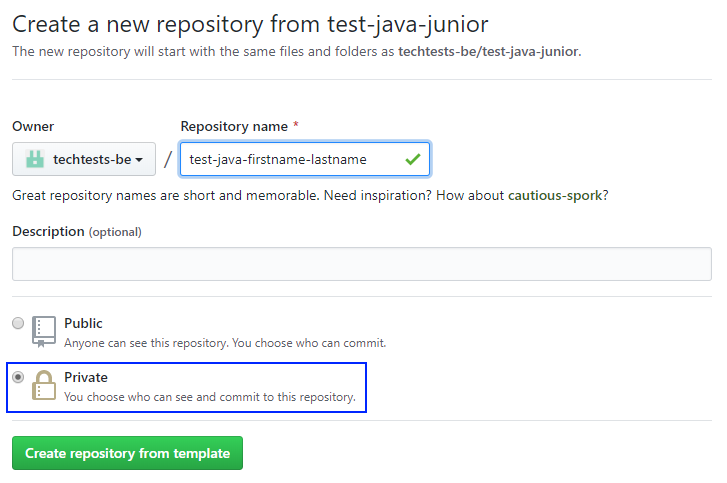 Create a new repository from test-java-junior
The new repository will start with the same files and folders as techtests-be/test-java-junior.
Owner
Repository name *
techtests-be / test-java-firstname-lastname
Great repository names are short and memorable. Need inspiration? How about cautious-spork?
Description (optional)
Public
Anyone can see this repository. You choose who can commit.
Private
You choose who can see and commit to this repository.
Create repository from template